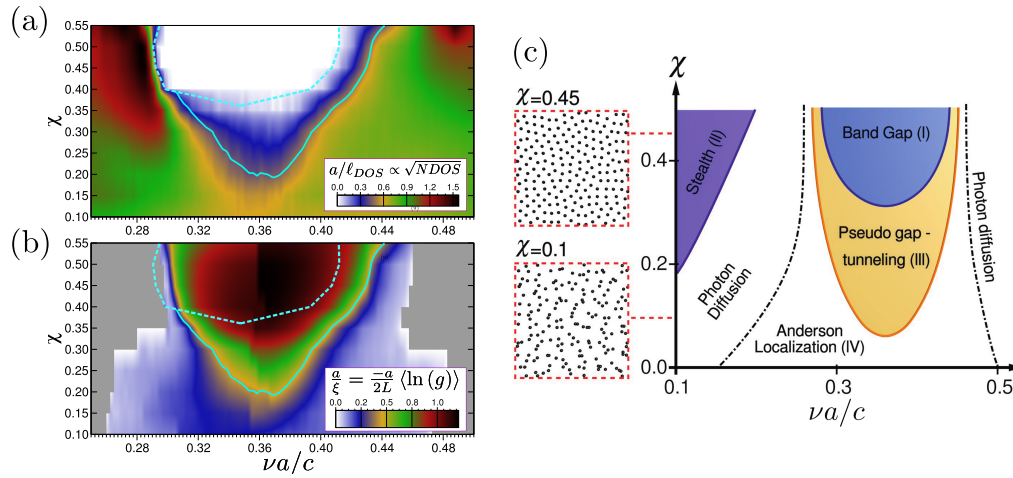 (a)
0.55
0.50
0.45
0.40
0.35
0.30
0.25
0.20
0.15
0.10
χ
a/ℓ_DOS ∝ √NDOS
0.0 0.3 0.6 0.9 1.2 1.5
0.28 0.32 0.36 0.40 0.44 0.48
(b)
0.55
0.50
0.45
0.40
0.35
0.30
0.25
0.20
0.15
0.10
χ
a/ξ = -a/2L ⟨ln (g)⟩
0.0 0.2 0.5 0.8 1.0
0.28 0.32 0.36 0.40 0.44 0.48
νa/c
(c)
χ=0.45
χ=0.1
χ
0.4
0.2
0.0
Stealth (II)
Photon
Diffusion
Anderson
Localization (IV)
Band Gap (I)
Pseudo gap -
tunneling (III)
Photon diffusion
0.1 0.3 0.5
νa/c